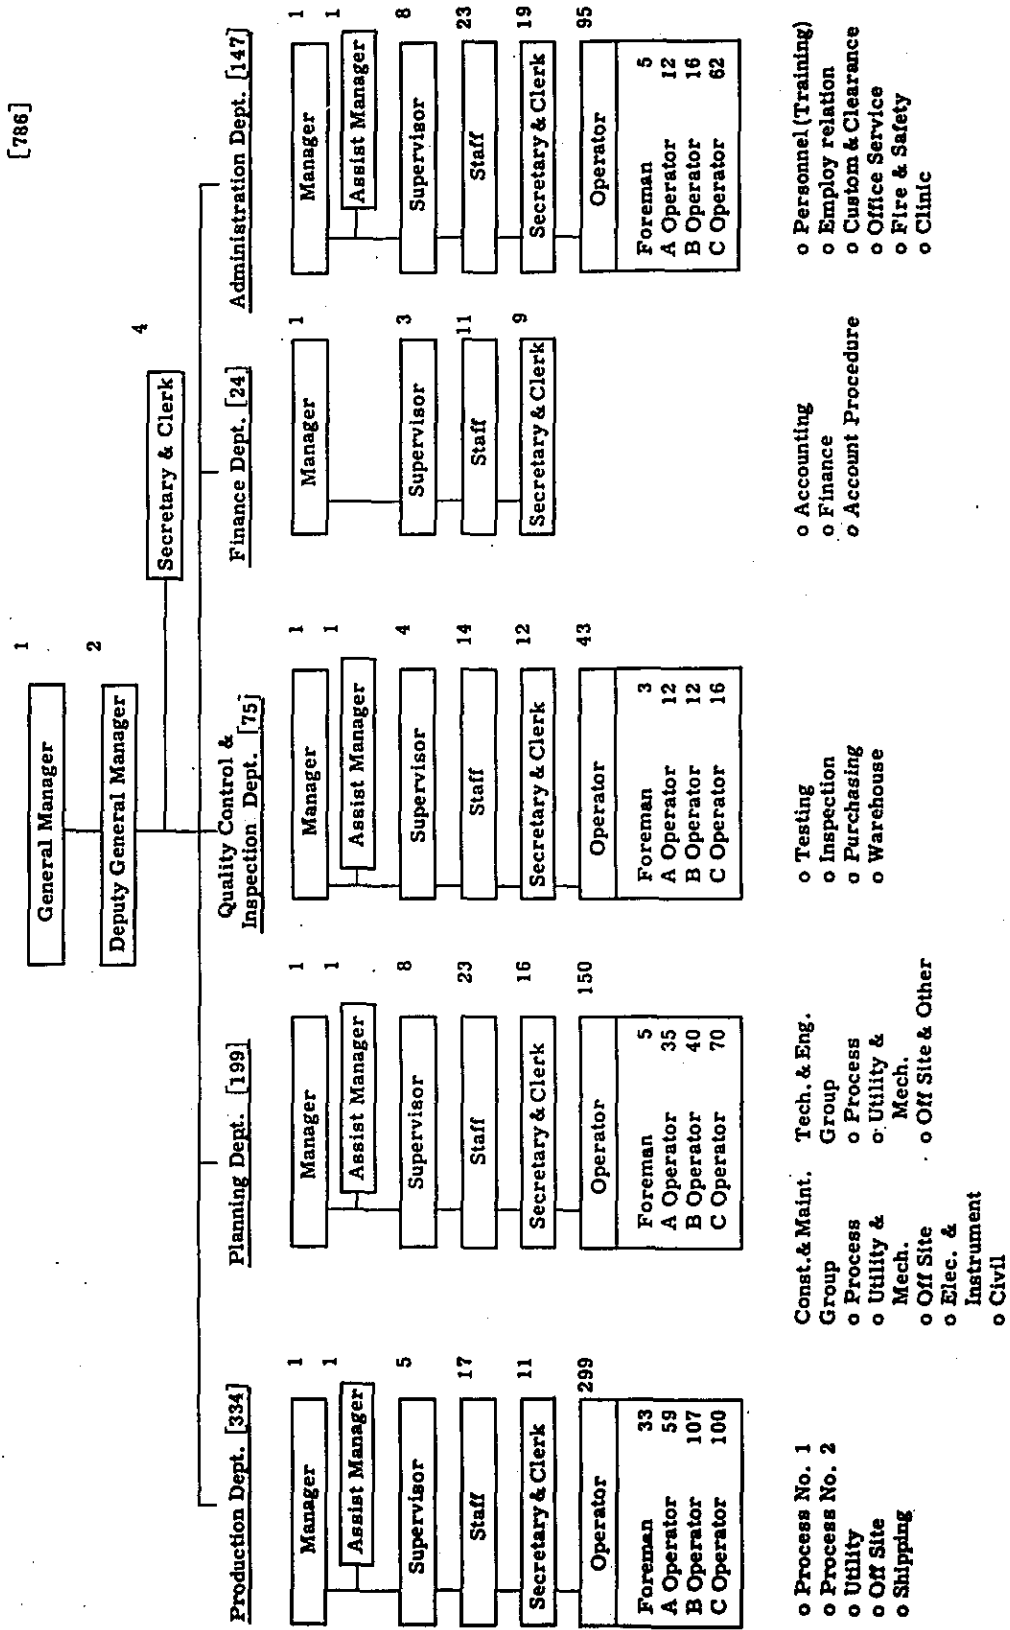 [786]
General Manager 1
Deputy General Manager 2
Secretary & Clerk 4
Production Dept. [334]
Manager 1
Assist Manager 1
Supervisor 5
Staff 17
Secretary & Clerk 11
Operator 299
Foreman 33
A Operator 59
B Operator 107
C Operator 100
o Process No. 1
o Process No. 2
o Utility
o Off Site
o Shipping
Planning Dept. [199]
Manager 1
Assist Manager 1
Supervisor 8
Staff 23
Secretary & Clerk 16
Operator 150
Foreman 5
A Operator 35
B Operator 40
C Operator 70
Const. & Maint.
Group
o Process
o Utility &
Mech.
o Off Site
o Elec. &
Instrument
o Civil
Tech. & Eng.
Group
o Process
o Utility &
Mech.
o Off Site & Other
Quality Control &
Inspection Dept. [75]
Manager 1
Assist Manager 1
Supervisor 4
Staff 14
Secretary & Clerk 12
Operator 43
Foreman 3
A Operator 12
B Operator 12
C Operator 16
o Testing
o Inspection
o Purchasing
o Warehouse
Finance Dept. [24]
Manager 1
Supervisor 3
Staff 11
Secretary & Clerk 9
o Accounting
o Finance
o Account Procedure
Administration Dept. [147]
Manager 1
Assist Manager 1
Supervisor 8
Staff 23
Secretary & Clerk 19
Operator 95
Foreman 5
A Operator 12
B Operator 16
C Operator 62
o Personnel (Training)
o Employ relation
o Custom & Clearance
o Office Service
o Fire & Safety
o Clinic